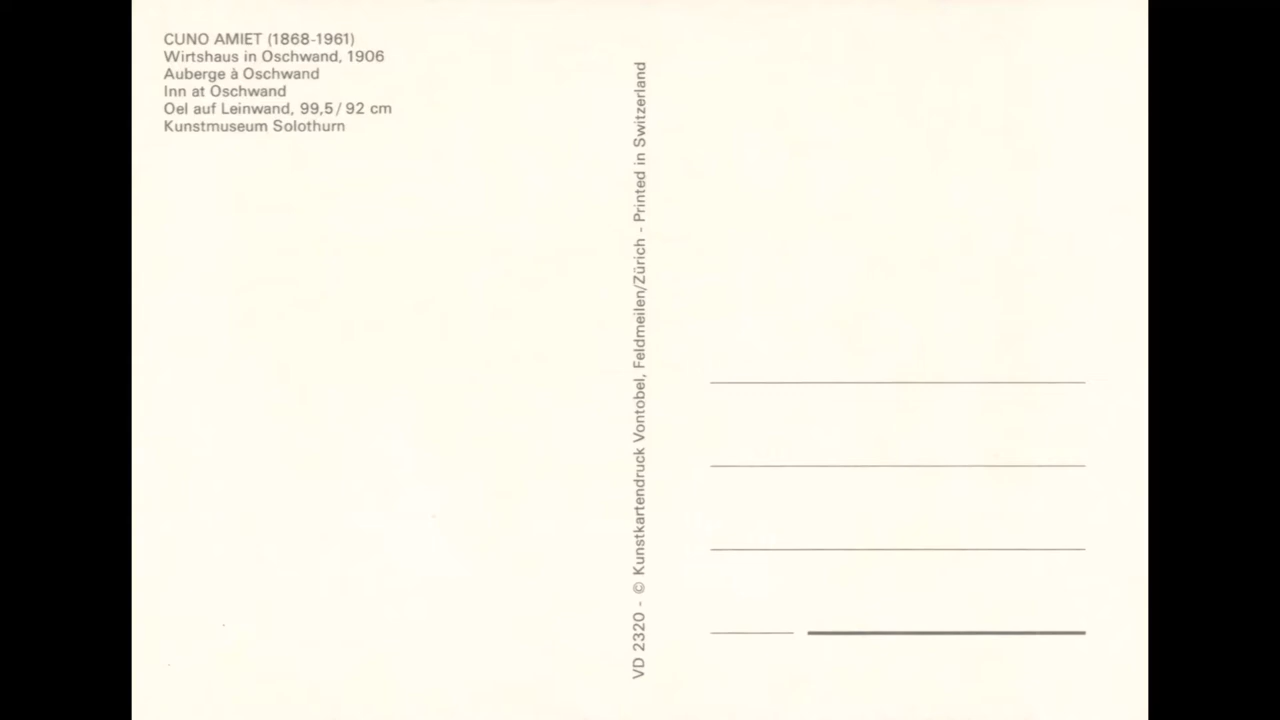 CUNO AMIET (1868-1961)
Wirtshaus in Oschwand, 1906
Auberge à Oschwand
Inn at Oschwand
Oel auf Leinwand, 99,5/92 cm
Kunstmuseum Solothurn
VD 2320 - © Kunstkartendruck Vontobel, Feldmeilen/Zürich - Printed in Switzerland